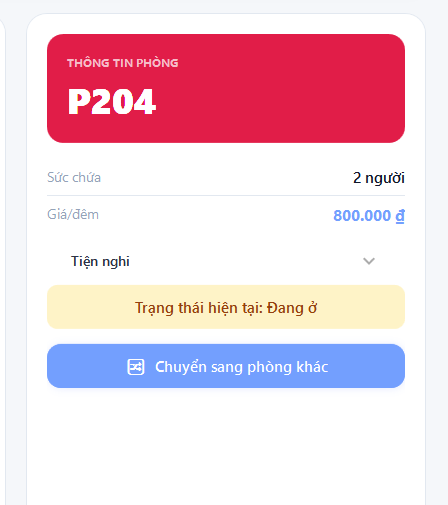 THÔNG TIN PHÒNG
P204
Sức chứa 2 người
Giá/đêm 800.000 ₫
Tiện nghi
Trạng thái hiện tại: Đang ở
Chuyển sang phòng khác